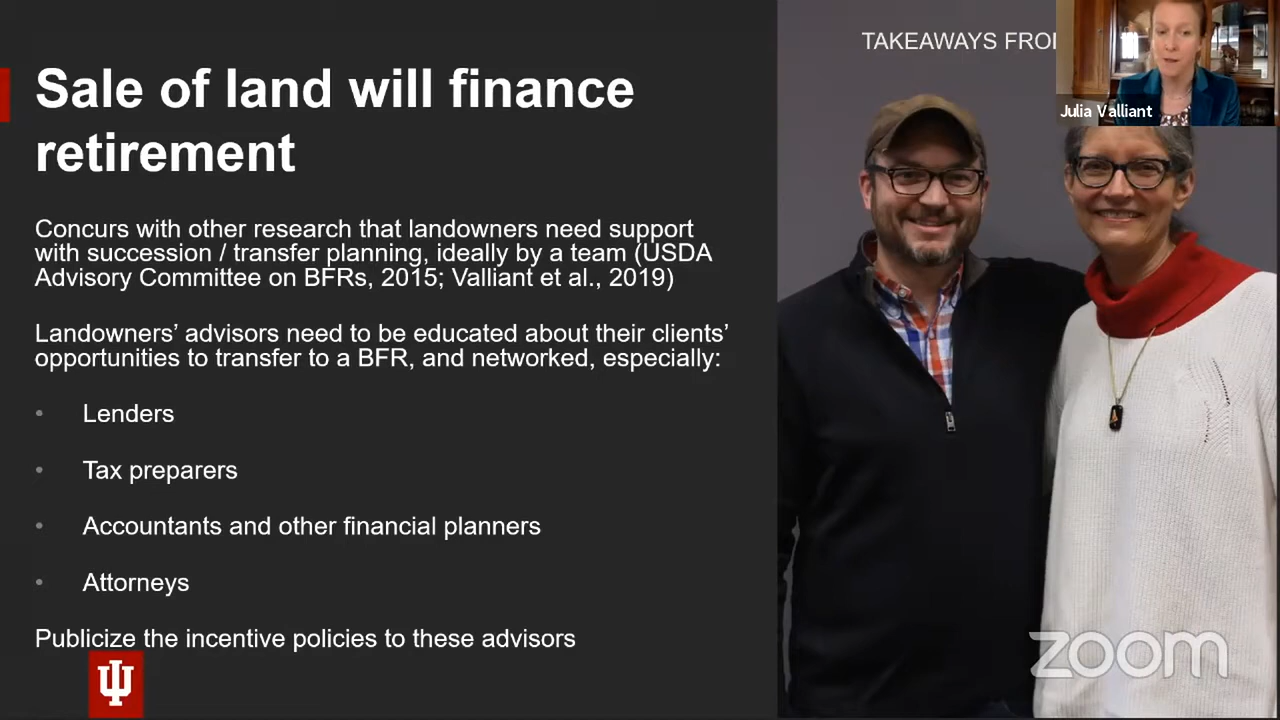 TAKEAWAYS
Julia Valliant
Sale of land will finance
retirement
Concurs with other research that landowners need support
with succession / transfer planning, ideally by a team (USDA
Advisory Committee on BFRs, 2015; Valliant et al., 2019)
Landowners’ advisors need to be educated about their clients’
opportunities to transfer to a BFR, and networked, especially:
• Lenders
• Tax preparers
• Accountants and other financial planners
• Attorneys
Publicize the incentive policies to these advisors
zoom